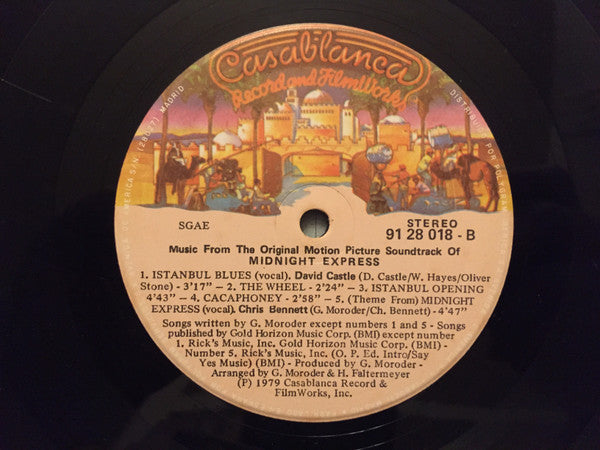 Casablanca
Record and FilmWorks
AMERICA S/N. (28027) MADRID
DISTRIBUIDO POR POLYGRAM
SGAE
STEREO
91 28 018 - B
Music From The Original Motion Picture Soundtrack Of
MIDNIGHT EXPRESS
1. ISTANBUL BLUES (vocal). David Castle (D. Castle/W. Hayes/Oliver
Stone) - 3'17" – 2. THE WHEEL - 2'24" – 3. ISTANBUL OPENING
4'43" – 4. CACAPHONEY - 2'58" – 5. (Theme From) MIDNIGHT
EXPRESS (vocal). Chris Bennett (G. Moroder/Ch. Bennett) - 4'47"
Songs written by G. Moroder except numbers 1 and 5 - Songs
published by Gold Horizon Music Corp. (BMI) except number
1. Rick's Music, Inc. Gold Horizon Music Corp. (BMI) -
Number 5. Rick's Music, Inc. (O. P. Ed. Intro/Say
Yes Music) (BMI) - Produced by G. Moroder -
Arranged by G. Moroder & H. Faltermeyer
(P) 1979 Casablanca Record &
FilmWorks, Inc.